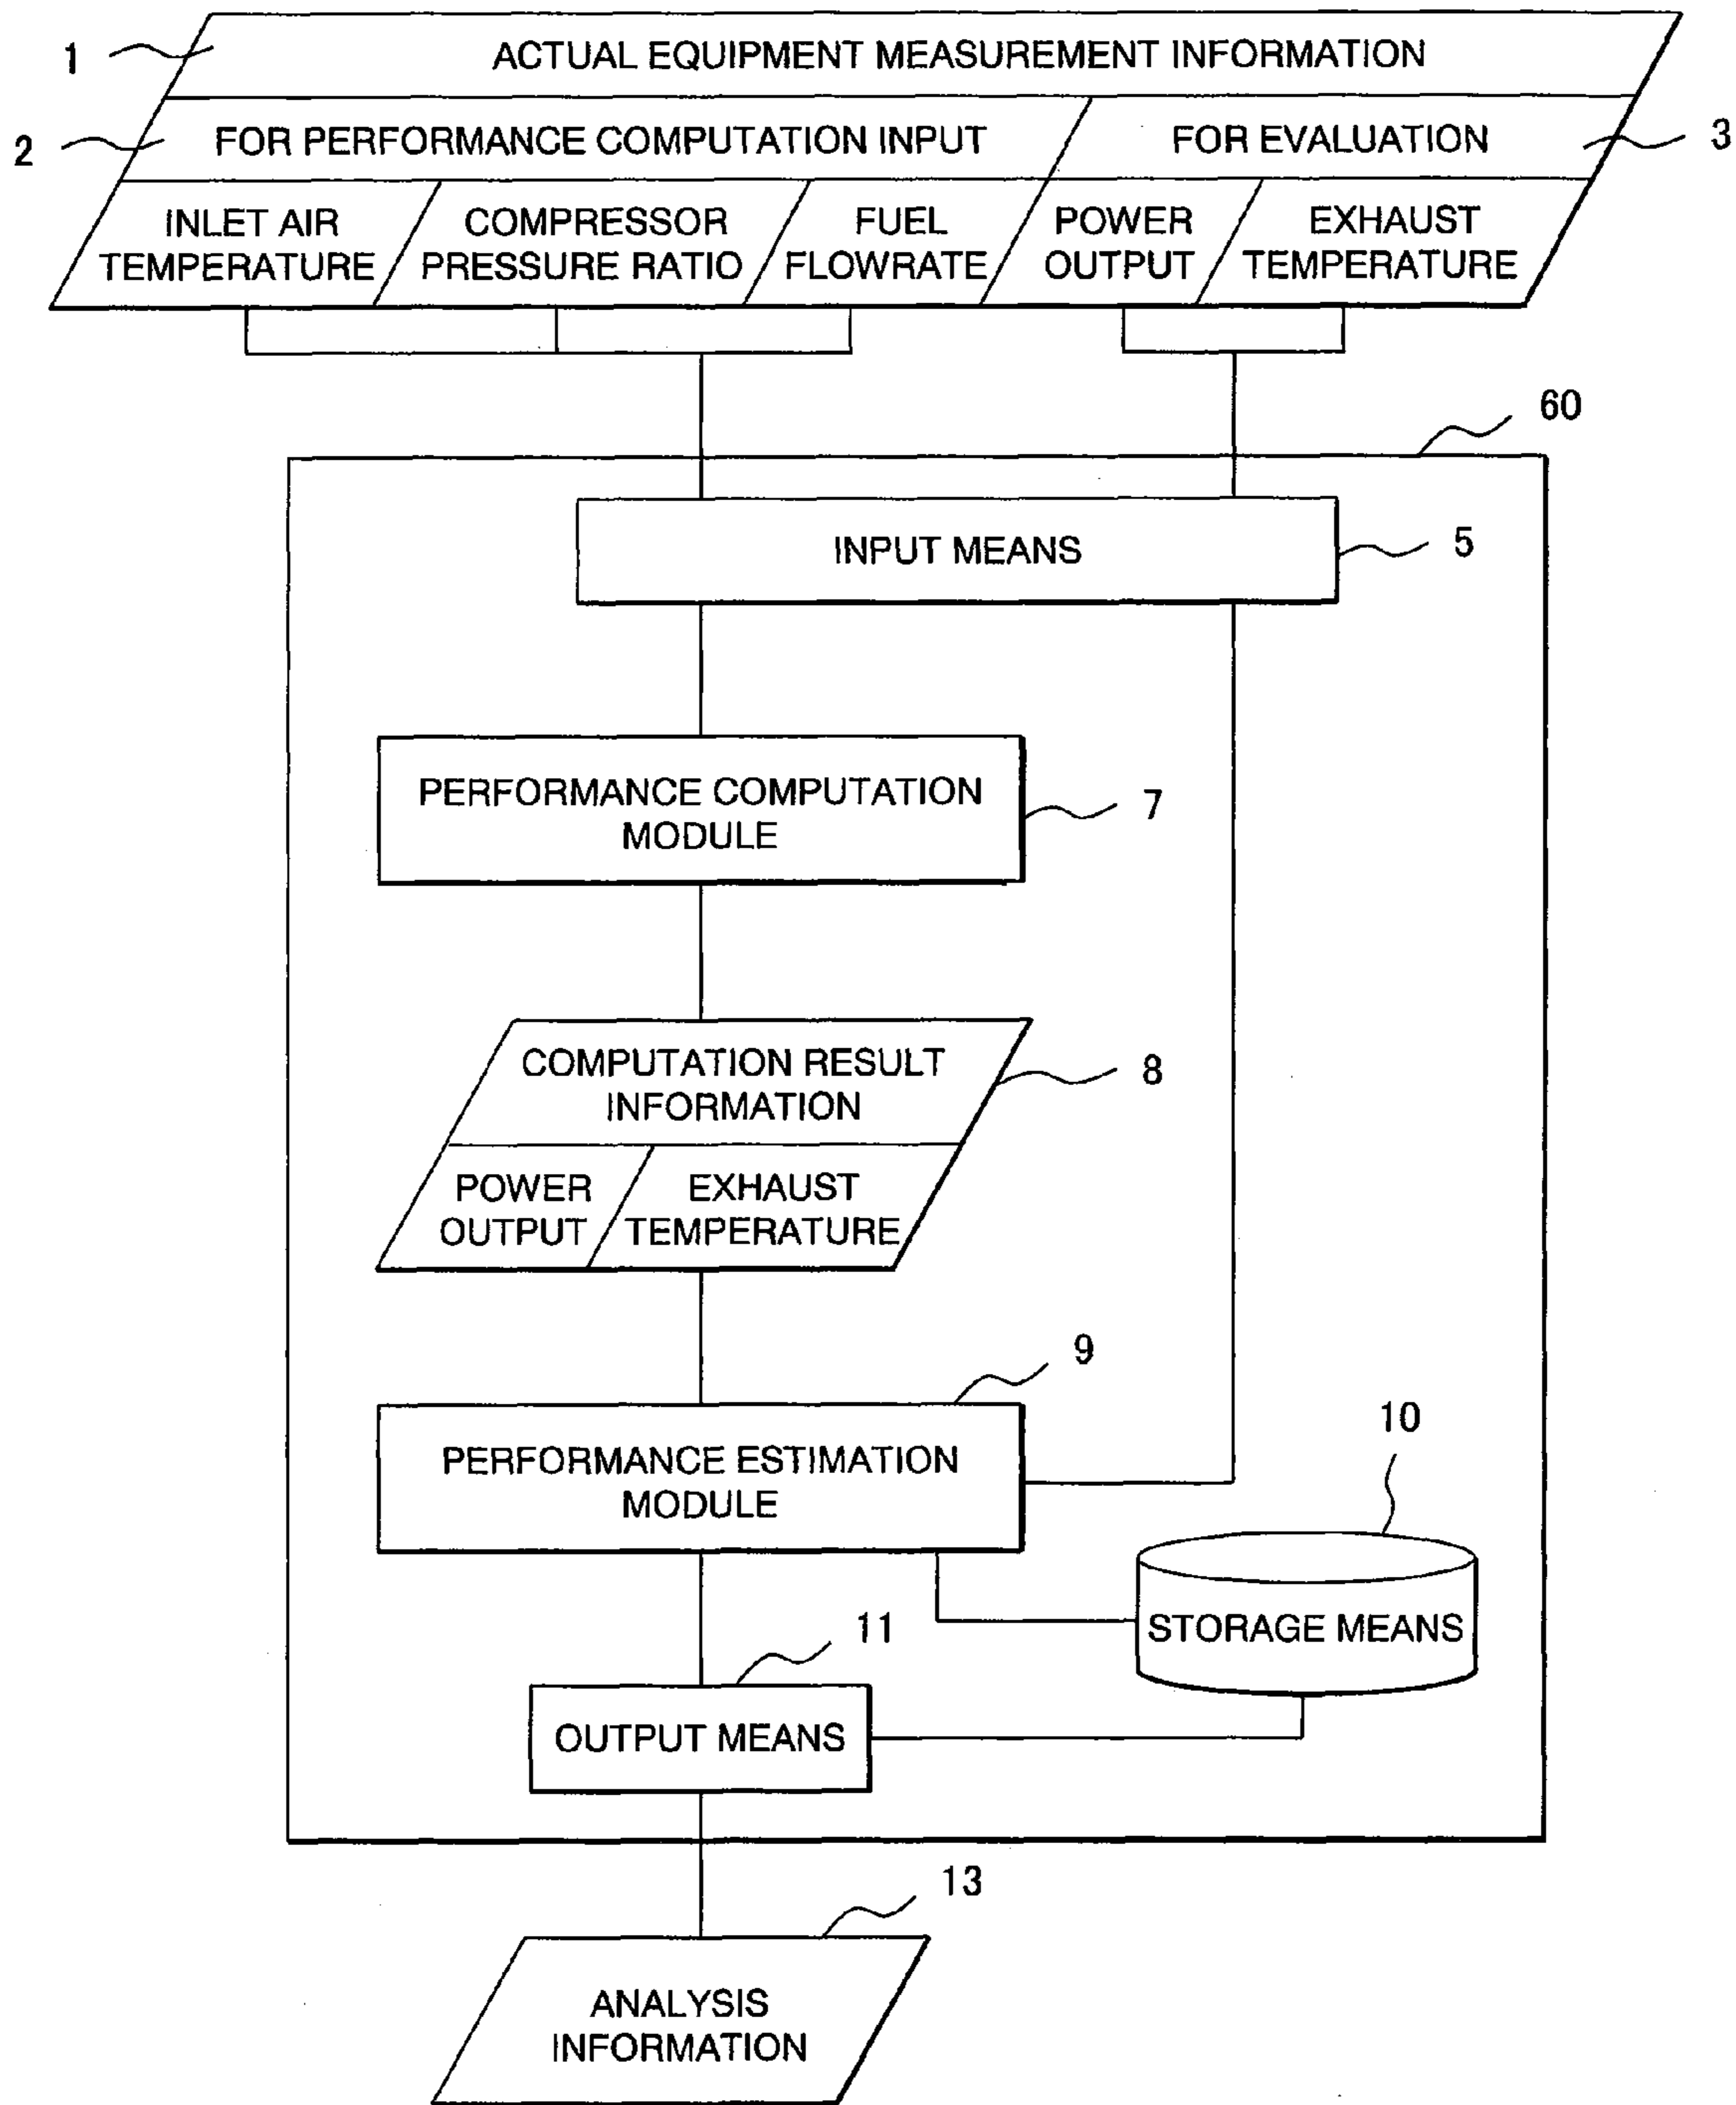 1
ACTUAL EQUIPMENT MEASUREMENT INFORMATION
2
FOR PERFORMANCE COMPUTATION INPUT
FOR EVALUATION
3
INLET AIR
TEMPERATURE
COMPRESSOR
PRESSURE RATIO
FUEL
FLOWRATE
POWER
OUTPUT
EXHAUST
TEMPERATURE
60
INPUT MEANS
5
PERFORMANCE COMPUTATION
MODULE
7
COMPUTATION RESULT
INFORMATION
8
POWER
OUTPUT
EXHAUST
TEMPERATURE
9
PERFORMANCE ESTIMATION
MODULE
10
STORAGE MEANS
11
OUTPUT MEANS
13
ANALYSIS
INFORMATION